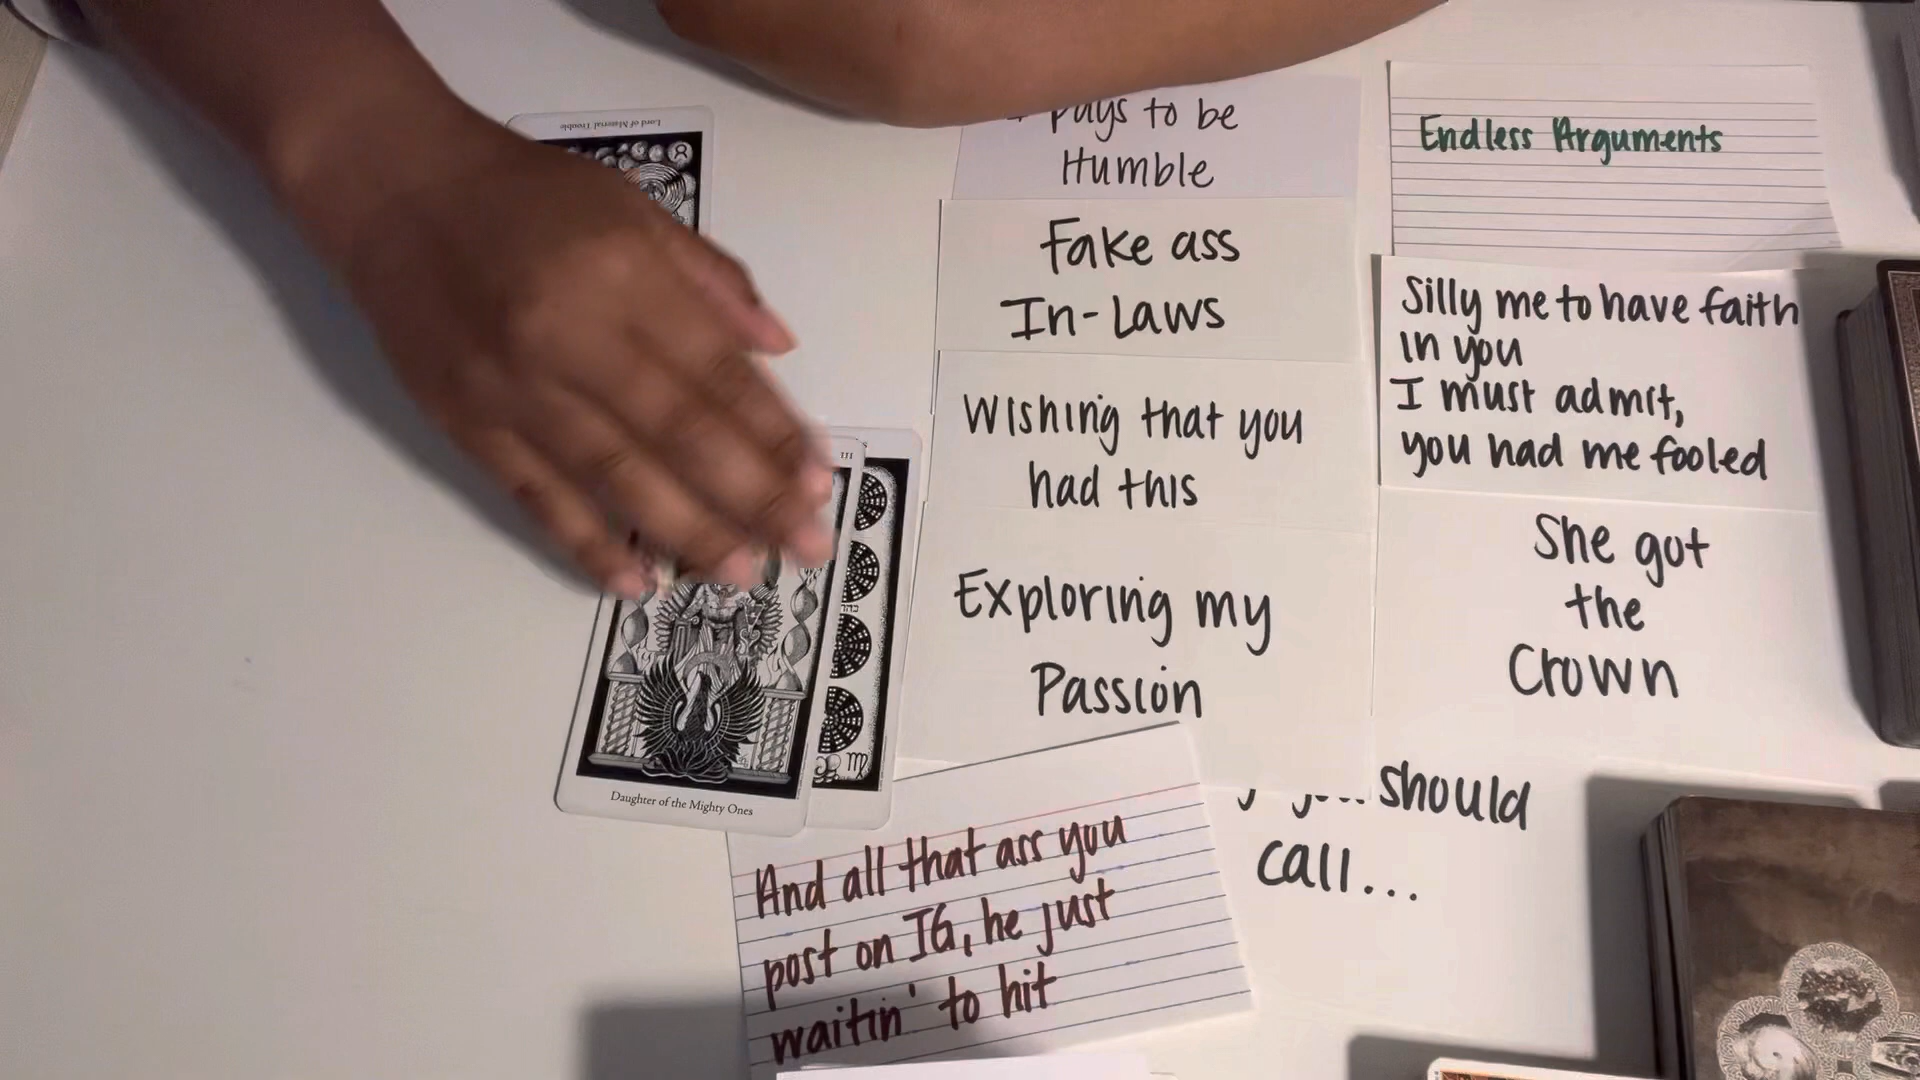 Lord of Material Trouble
III
Daughter of the Mighty Ones
pays to be
Humble
Fake ass
In-Laws
Wishing that you
had this
Exploring my
Passion
And all that ass you
post on IG, he just
waitin' to hit
Endless Arguments
Silly me to have faith
in you
I must admit,
you had me fooled
She got
the
Crown
should
call...